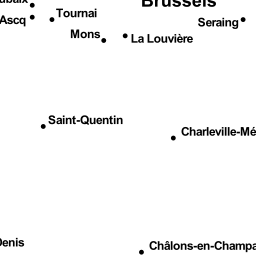 Brussels
Tournai
Ascq
Seraing
Mons
La Louvière
Saint-Quentin
Charleville-Mé
Denis
Châlons-en-Champa